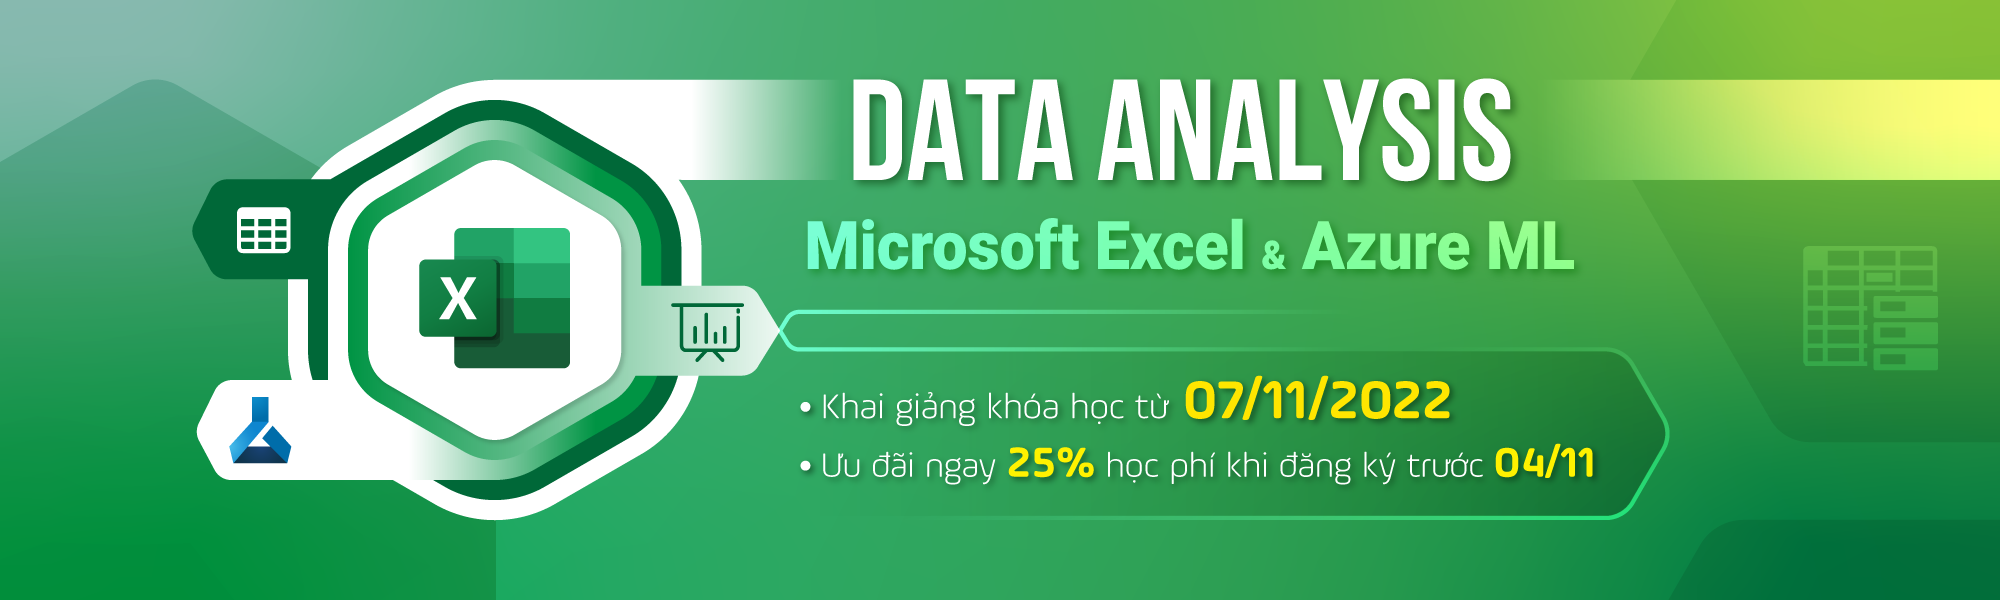 DATA ANALYSIS
Microsoft Excel & Azure ML
X
• Khai giảng khóa học từ 07/11/2022
• Ưu đãi ngay 25% học phí khi đăng ký trước 04/11